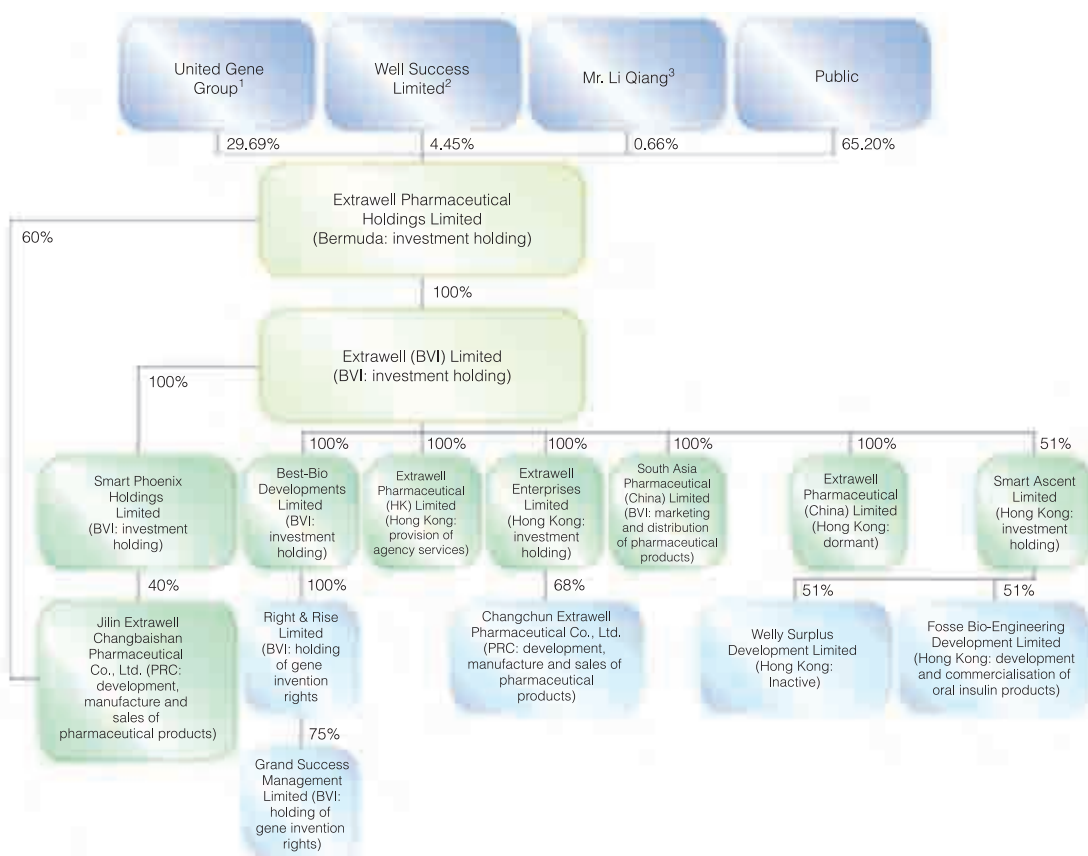 United Gene
Group1
Well Success
Limited2
Mr. Li Qiang3
Public
29.69%
4.45%
0.66%
65.20%
Extrawell Pharmaceutical
Holdings Limited
(Bermuda: investment holding)
60%
100%
Extrawell (BVI) Limited
(BVI: investment holding)
100%
100%
100%
100%
100%
100%
51%
Smart Phoenix
Holdings
Limited
(BVI: investment
holding)
Best-Bio
Developments
Limited
(BVI:
investment
holding)
Extrawell
Pharmaceutical
(HK) Limited
(Hong Kong:
provision of
agency services)
Extrawell
Enterprises
Limited
(Hong Kong:
investment
holding)
South Asia
Pharmaceutical
(China) Limited
(BVI: marketing
and distribution
of pharmaceutical
products)
Extrawell
Pharmaceutical
(China) Limited
(Hong Kong:
dormant)
Smart Ascent
Limited
(Hong Kong:
investment
holding)
40%
100%
68%
51%
51%
Jilin Extrawell
Changbaishan
Pharmaceutical
Co., Ltd. (PRC:
development,
manufacture and
sales of
pharmaceutical products)
Right & Rise
Limited
(BVI: holding
of gene
invention
rights
Changchun Extrawell
Pharmaceutical Co., Ltd.
(PRC: development,
manufacture and sales of
pharmaceutical
products)
Welly Surplus
Development Limited
(Hong Kong:
Inactive)
Fosse Bio-Engineering
Development Limited
(Hong Kong: development
and commercialisation of
oral insulin products)
75%
Grand Success
Management
Limited (BVI:
holding of
gene invention
rights)